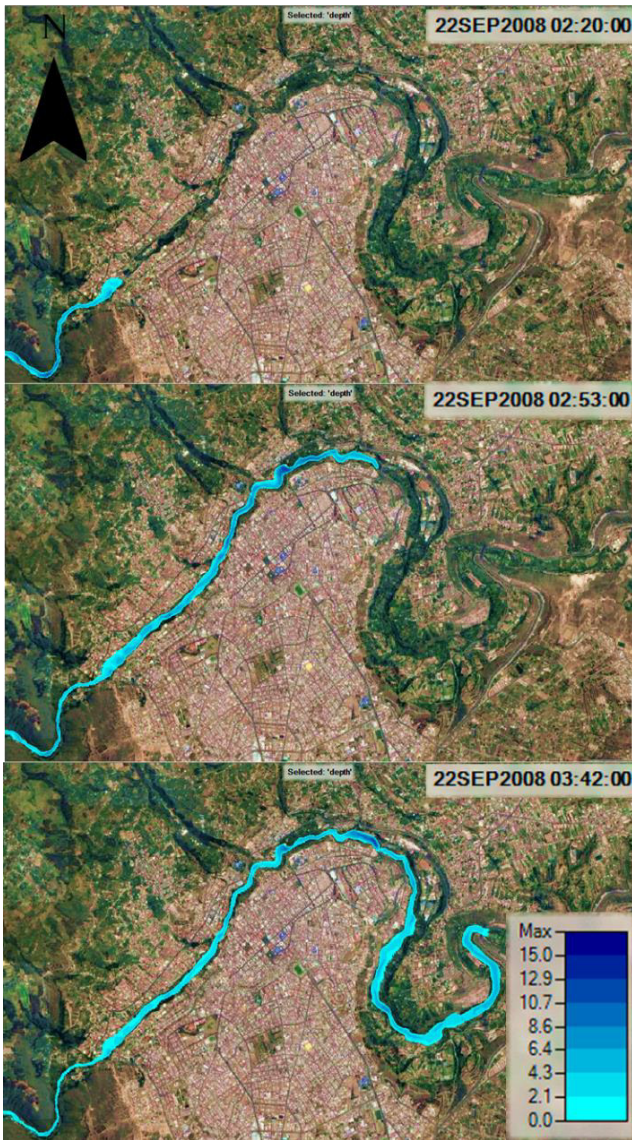 Selected: 'depth'
22SEP2008 02:20:00
N
Selected: 'depth'
22SEP2008 02:53:00
Selected: 'depth'
22SEP2008 03:42:00
Max
15.0
12.9
10.7
8.6
6.4
4.3
2.1
0.0